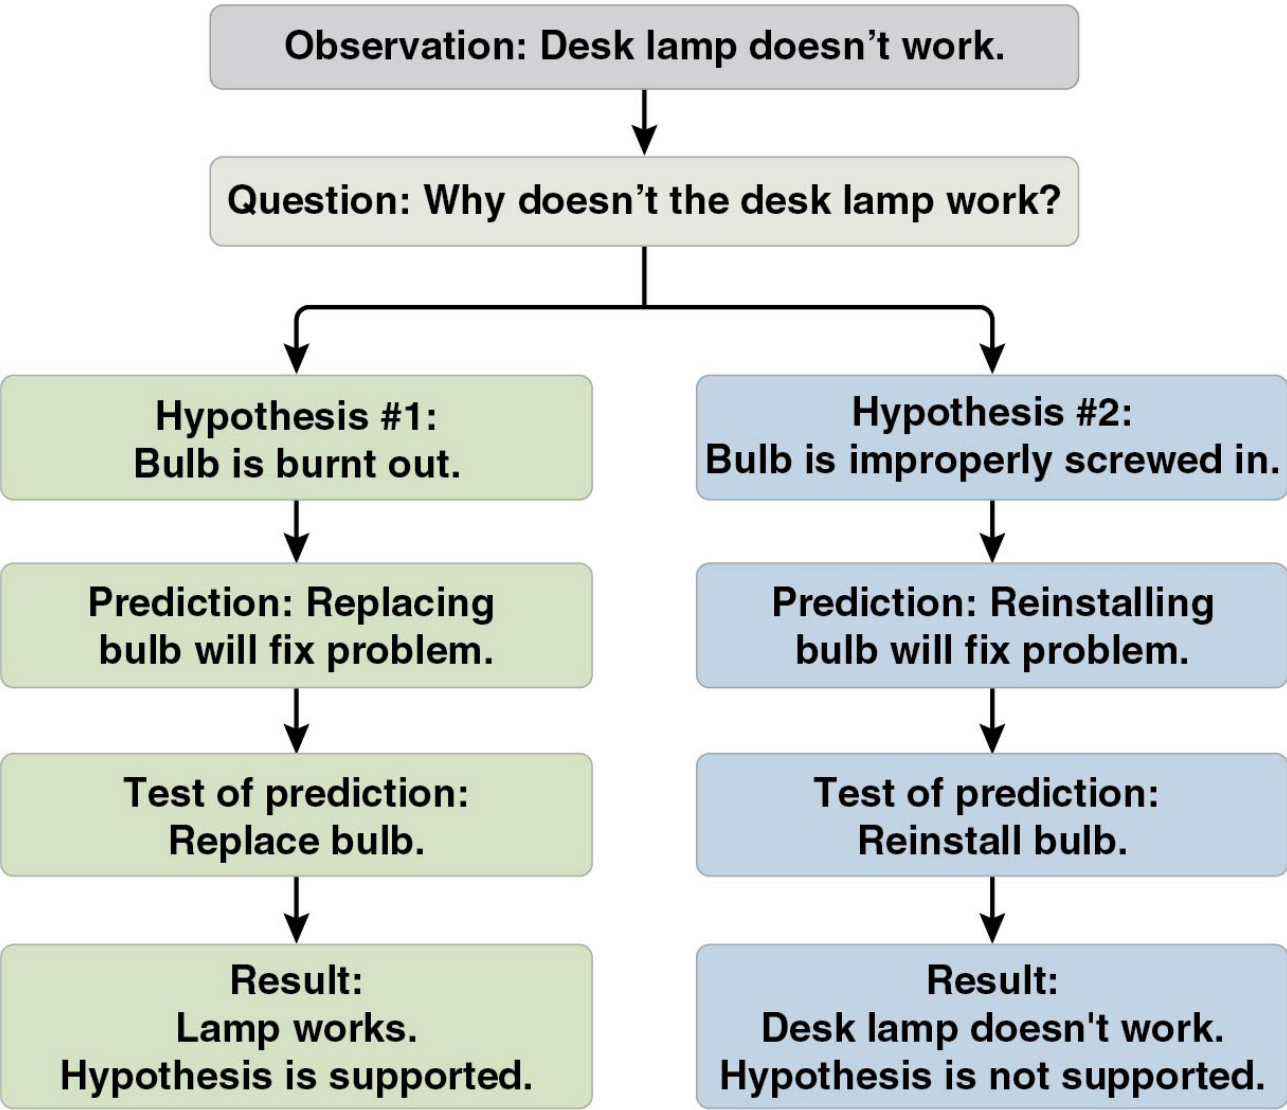 Observation: Desk lamp doesn’t work.
Question: Why doesn’t the desk lamp work?
Hypothesis #1:
Bulb is burnt out.
Prediction: Replacing
bulb will fix problem.
Test of prediction:
Replace bulb.
Result:
Lamp works.
Hypothesis is supported.
Hypothesis #2:
Bulb is improperly screwed in.
Prediction: Reinstalling
bulb will fix problem.
Test of prediction:
Reinstall bulb.
Result:
Desk lamp doesn't work.
Hypothesis is not supported.